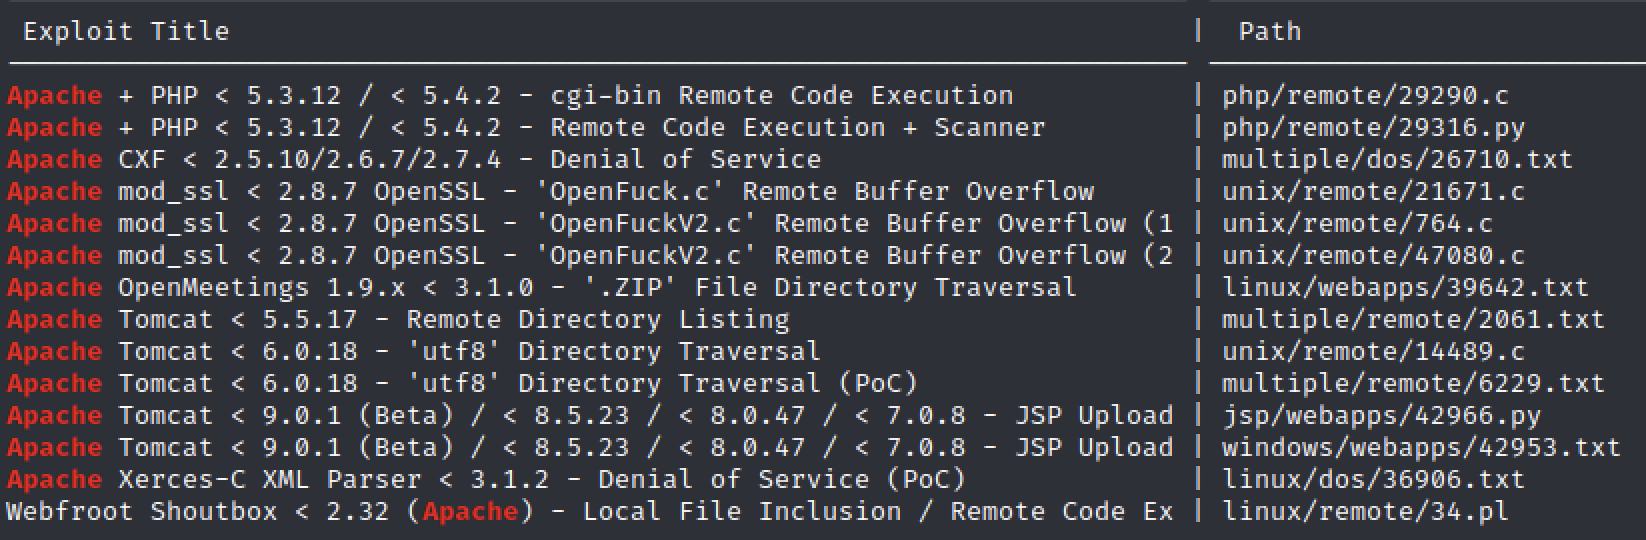 Exploit Title | Path
Apache + PHP < 5.3.12 / < 5.4.2 - cgi-bin Remote Code Execution | php/remote/29290.c
Apache + PHP < 5.3.12 / < 5.4.2 - Remote Code Execution + Scanner | php/remote/29316.py
Apache CXF < 2.5.10/2.6.7/2.7.4 - Denial of Service | multiple/dos/26710.txt
Apache mod_ssl < 2.8.7 OpenSSL - 'OpenFuck.c' Remote Buffer Overflow | unix/remote/21671.c
Apache mod_ssl < 2.8.7 OpenSSL - 'OpenFuckV2.c' Remote Buffer Overflow (1 | unix/remote/764.c
Apache mod_ssl < 2.8.7 OpenSSL - 'OpenFuckV2.c' Remote Buffer Overflow (2 | unix/remote/47080.c
Apache OpenMeetings 1.9.x < 3.1.0 - '.ZIP' File Directory Traversal | linux/webapps/39642.txt
Apache Tomcat < 5.5.17 - Remote Directory Listing | multiple/remote/2061.txt
Apache Tomcat < 6.0.18 - 'utf8' Directory Traversal | unix/remote/14489.c
Apache Tomcat < 6.0.18 - 'utf8' Directory Traversal (PoC) | multiple/remote/6229.txt
Apache Tomcat < 9.0.1 (Beta) / < 8.5.23 / < 8.0.47 / < 7.0.8 - JSP Upload | jsp/webapps/42966.py
Apache Tomcat < 9.0.1 (Beta) / < 8.5.23 / < 8.0.47 / < 7.0.8 - JSP Upload | windows/webapps/42953.txt
Apache Xerces-C XML Parser < 3.1.2 - Denial of Service (PoC) | linux/dos/36906.txt
Webfroot Shoutbox < 2.32 (Apache) - Local File Inclusion / Remote Code Ex | linux/remote/34.pl